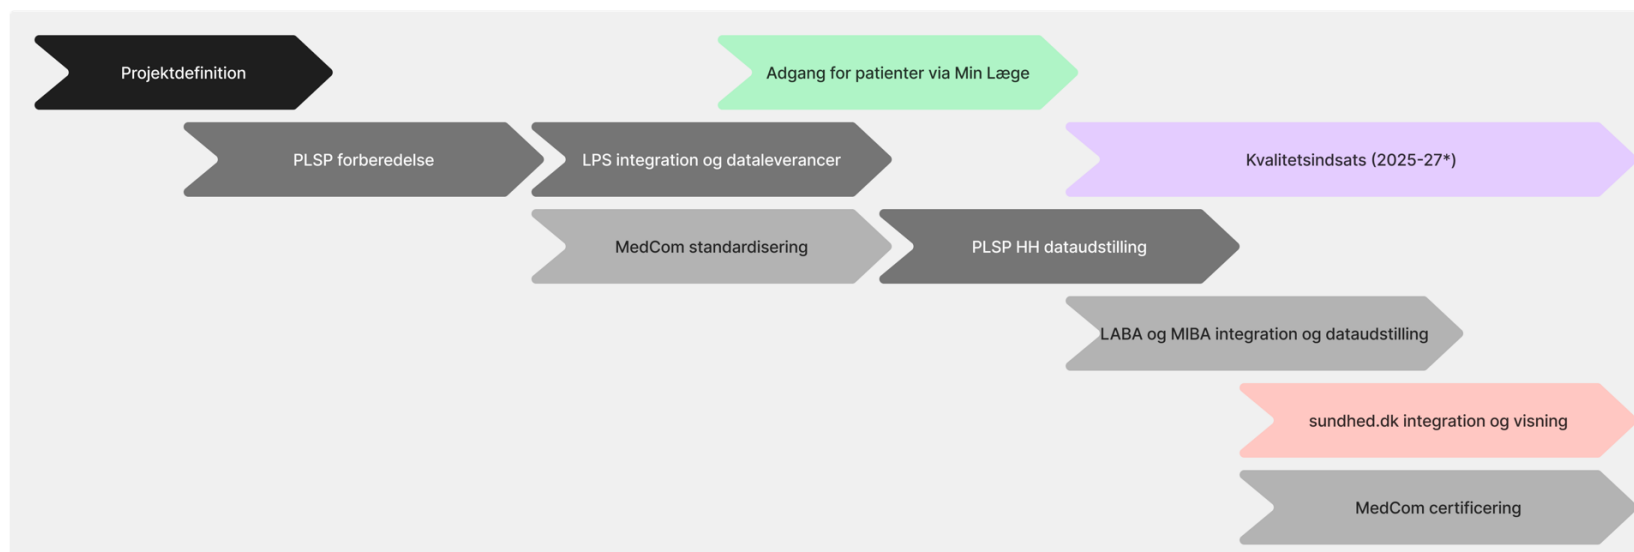 Projektdefinition
Adgang for patienter via Min Læge
PLSP forberedelse
LPS integration og dataleverancer
Kvalitetsindsats (2025-27*)
MedCom standardisering
PLSP HH dataudstilling
LABA og MIBA integration og dataudstilling
sundhed.dk integration og visning
MedCom certificering